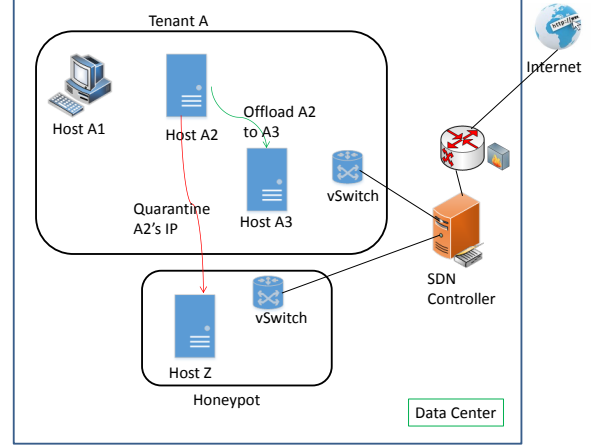 Tenant A
Internet
Host A1
Host A2
Offload A2
to A3
vSwitch
Quarantine
A2's IP
Host A3
SDN
Controller
vSwitch
Host Z
Honeypot
Data Center